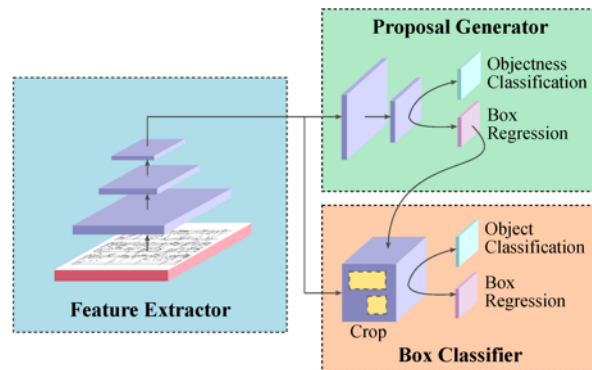 Proposal Generator
Objectness
Classification
Box
Regression
Feature Extractor
Object
Classification
Box
Regression
Crop
Box Classifier